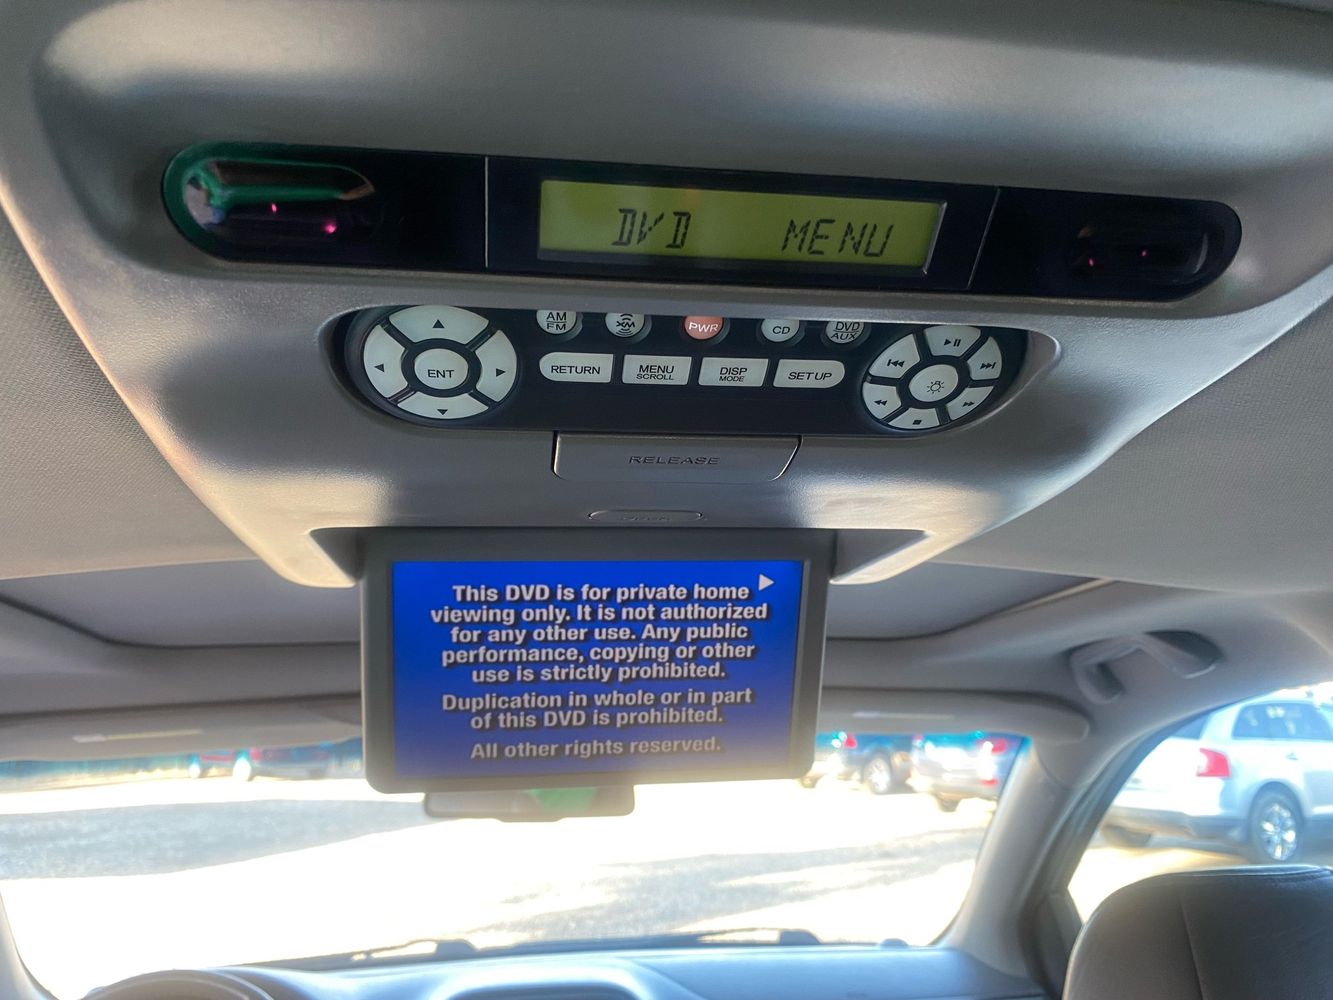 DVD MENU
AM FM XM PWR CD DVD AUX
ENT RETURN MENU SCROLL DISP MODE SETUP
RELEASE
This DVD is for private home
viewing only. It is not authorized
for any other use. Any public
performance, copying or other
use is strictly prohibited.
Duplication in whole or in part
of this DVD is prohibited.
All other rights reserved.